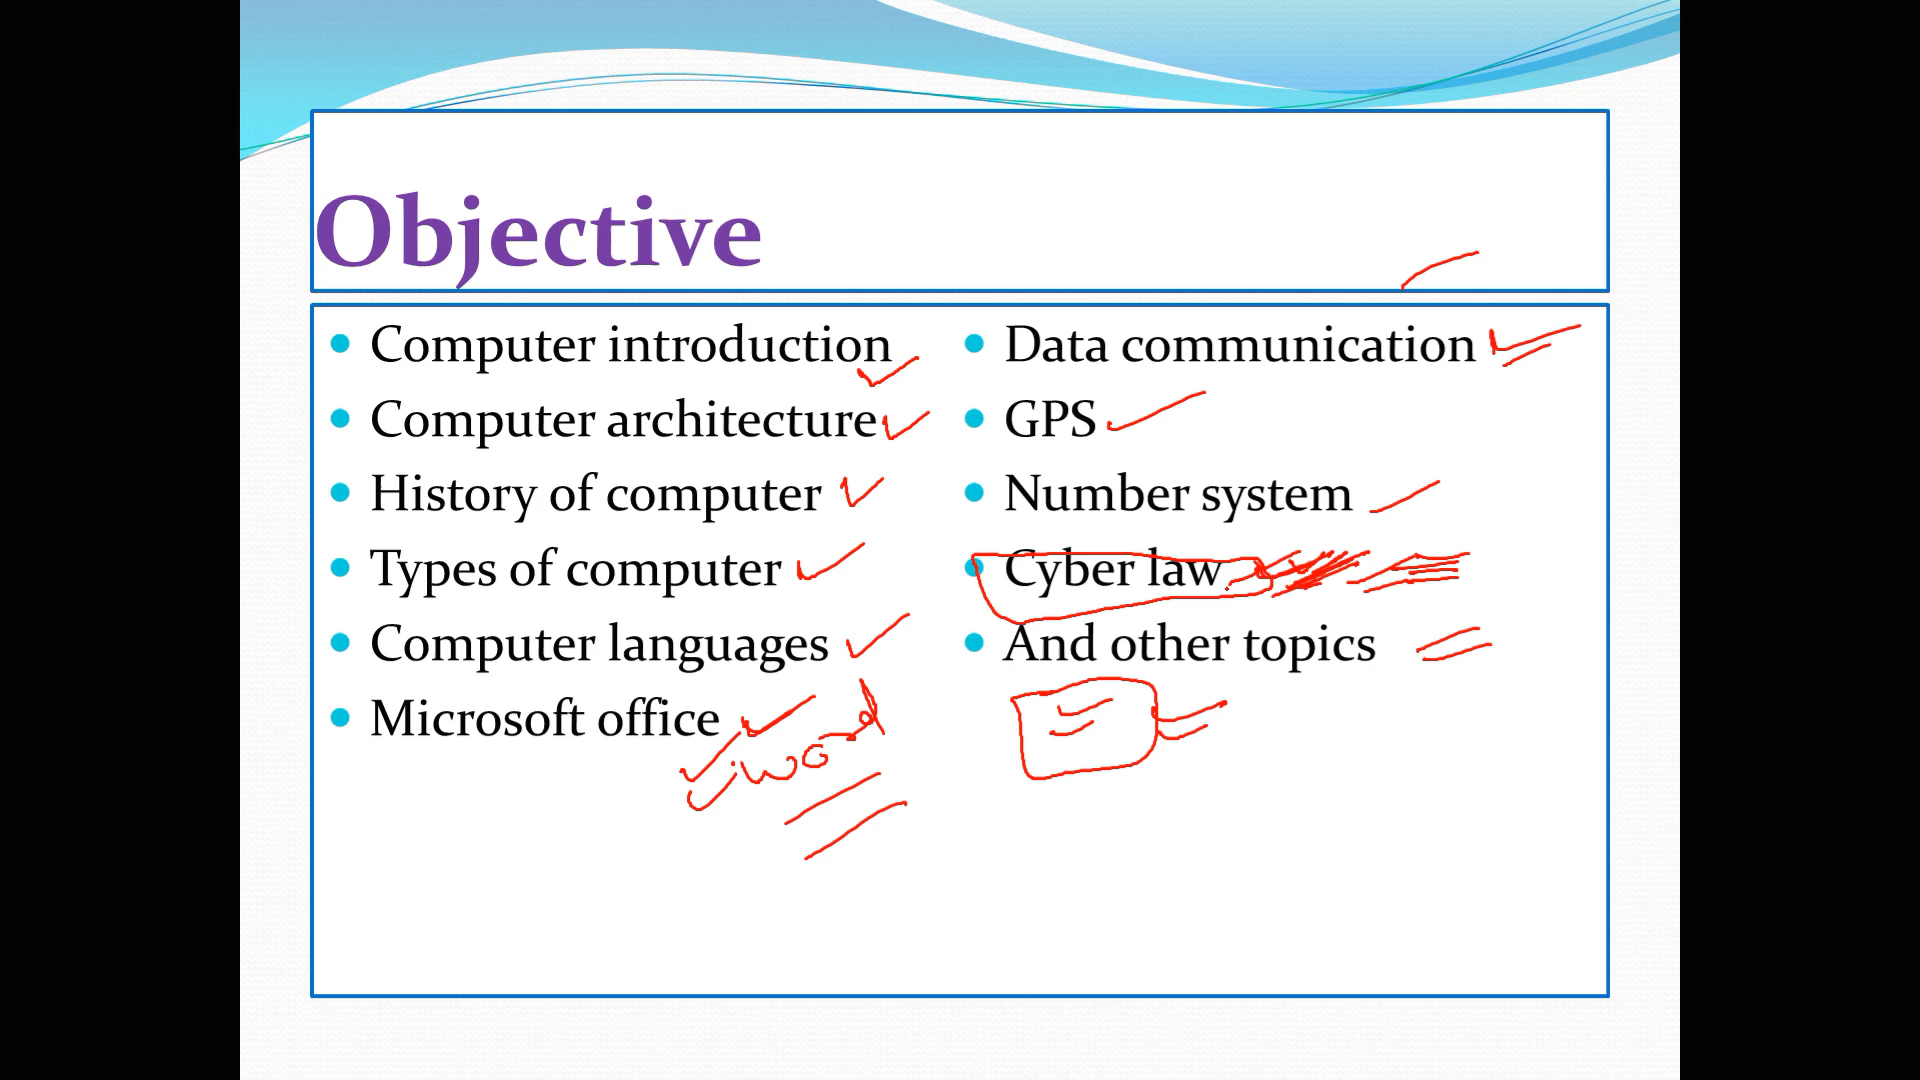 Objective
Computer introduction
Computer architecture
History of computer
Types of computer
Computer languages
Microsoft office
word
Data communication
GPS
Number system
Cyber law
And other topics